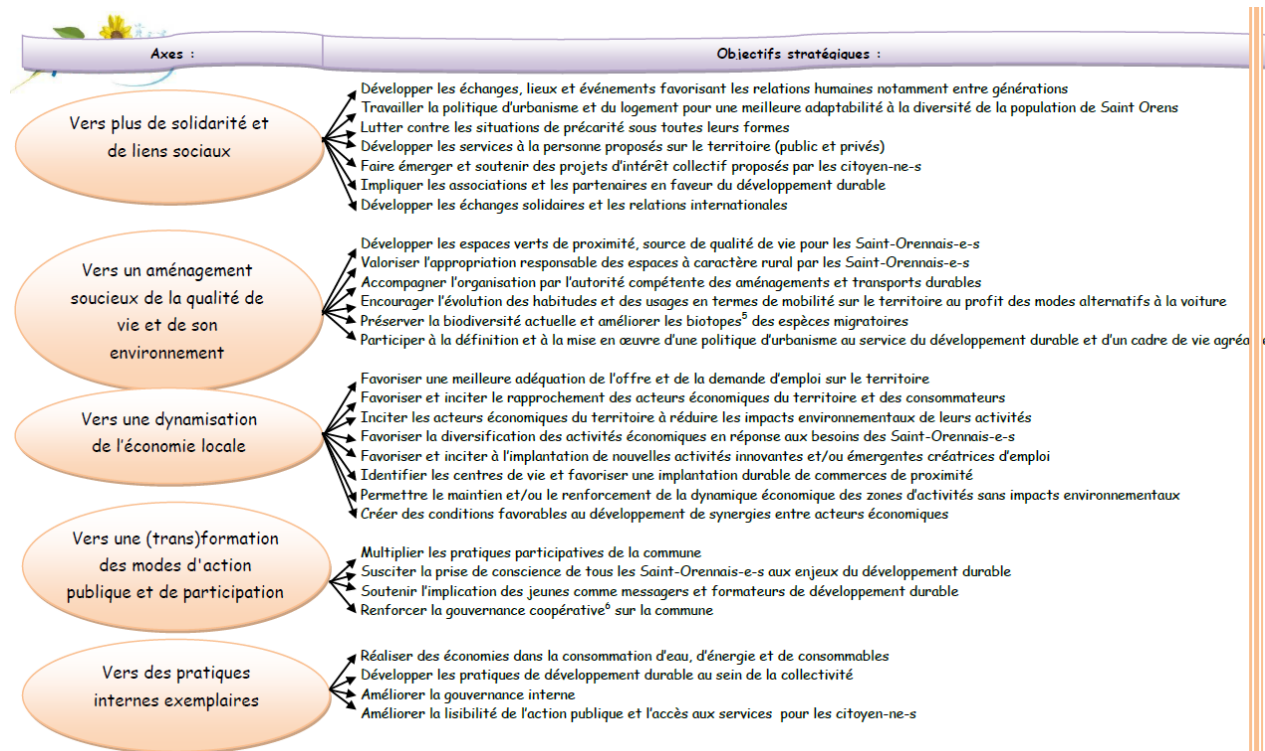 Axes :
Objectifs stratégiques :
Vers plus de solidarité et
de liens sociaux
Développer les échanges, lieux et événements favorisant les relations humaines notamment entre générations
Travailler la politique d'urbanisme et du logement pour une meilleure adaptabilité à la diversité de la population de Saint Orens
Lutter contre les situations de précarité sous toutes leurs formes
Développer les services à la personne proposés sur le territoire (public et privés)
Faire émerger et soutenir des projets d'intérêt collectif proposés par les citoyen-ne-s
Impliquer les associations et les partenaires en faveur du développement durable
Développer les échanges solidaires et les relations internationales
Vers un aménagement
soucieux de la qualité de
vie et de son
environnement
Développer les espaces verts de proximité, source de qualité de vie pour les Saint-Orennais-e-s
Valoriser l'appropriation responsable des espaces à caractère rural par les Saint-Orennais-e-s
Accompagner l'organisation par l'autorité compétente des aménagements et transports durables
Encourager l'évolution des habitudes et des usages en termes de mobilité sur le territoire au profit des modes alternatifs à la voiture
Préserver la biodiversité actuelle et améliorer les biotopes⁵ des espèces migratoires
Participer à la définition et à la mise en œuvre d'une politique d'urbanisme au service du développement durable et d'un cadre de vie
Vers une dynamisation
de l'économie locale
Favoriser une meilleure adéquation de l'offre et de la demande d'emploi sur le territoire
Favoriser et inciter le rapprochement des acteurs économiques du territoire et des consommateurs
Inciter les acteurs économiques du territoire à réduire les impacts environnementaux de leurs activités
Favoriser la diversification des activités économiques en réponse aux besoins des Saint-Orennais-e-s
Favoriser et inciter à l'implantation de nouvelles activités innovantes et/ou émergentes créatrices d'emploi
Identifier les centres de vie et favoriser une implantation durable de commerces de proximité
Permettre le maintien et/ou le renforcement de la dynamique économique des zones d'activités sans impacts environnementaux
Créer des conditions favorables au développement de synergies entre acteurs économiques
Vers une (trans)formation
des modes d'action
publique et de participation
Multiplier les pratiques participatives de la commune
Susciter la prise de conscience de tous les Saint-Orennais-e-s aux enjeux du développement durable
Soutenir l'implication des jeunes comme messagers et formateurs de développement durable
Renforcer la gouvernance coopérative⁶ sur la commune
Vers des pratiques
internes exemplaires
Réaliser des économies dans la consommation d'eau, d'énergie et de consommables
Développer les pratiques de développement durable au sein de la collectivité
Améliorer la gouvernance interne
Améliorer la lisibilité de l'action publique et l'accès aux services pour les citoyen-ne-s